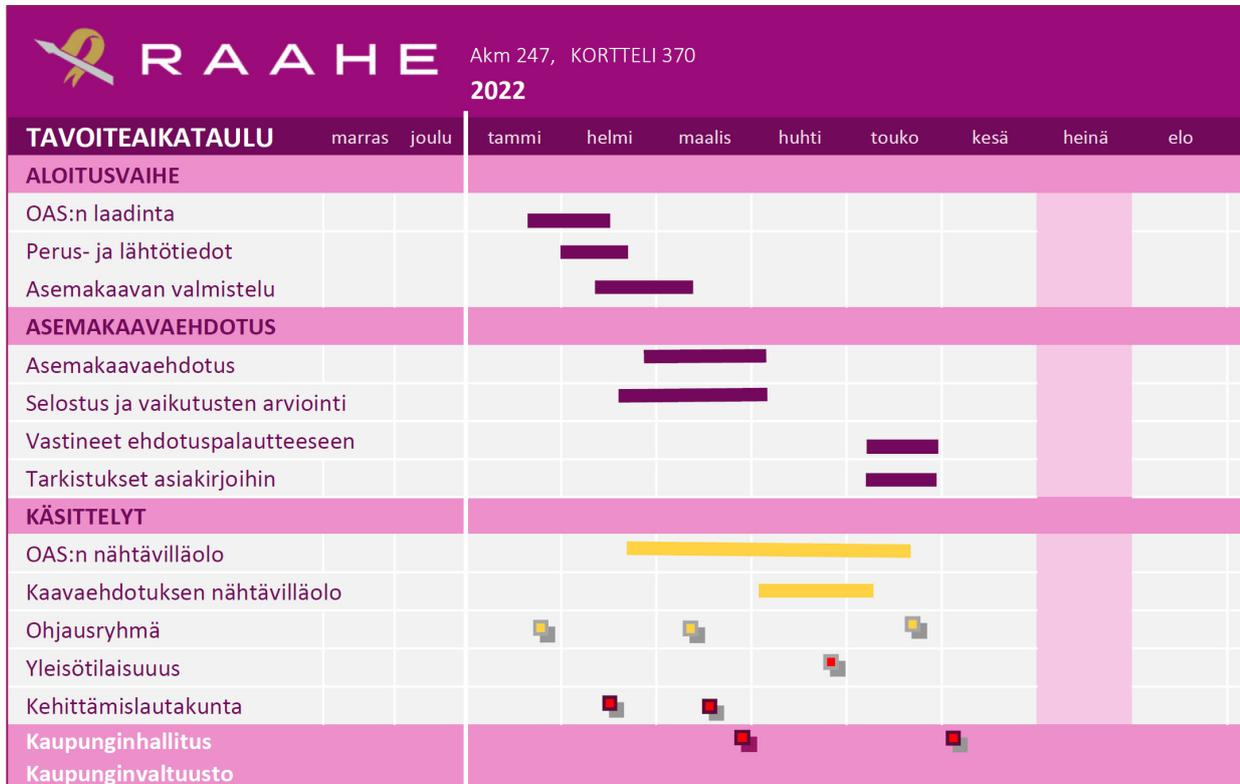 RAAHE
Akm 247, KORTTELI 370
2022
TAVOITEAIKATAULU marras joulu tammi helmi maalis huhti touko kesä heinä elo
ALOITUSVAIHE
OAS:n laadinta
Perus- ja lähtötiedot
Asemakaavan valmistelu
ASEMAKAAVAEHDOTUS
Asemakaavaehdotus
Selostus ja vaikutusten arviointi
Vastineet ehdotuspalautteeseen
Tarkistukset asiakirjoihin
KÄSITTELYT
OAS:n nähtävilläolo
Kaavaehdotuksen nähtävilläolo
Ohjausryhmä
Yleisötilaisuuus
Kehittämislautakunta
Kaupunginhallitus
Kaupunginvaltuusto